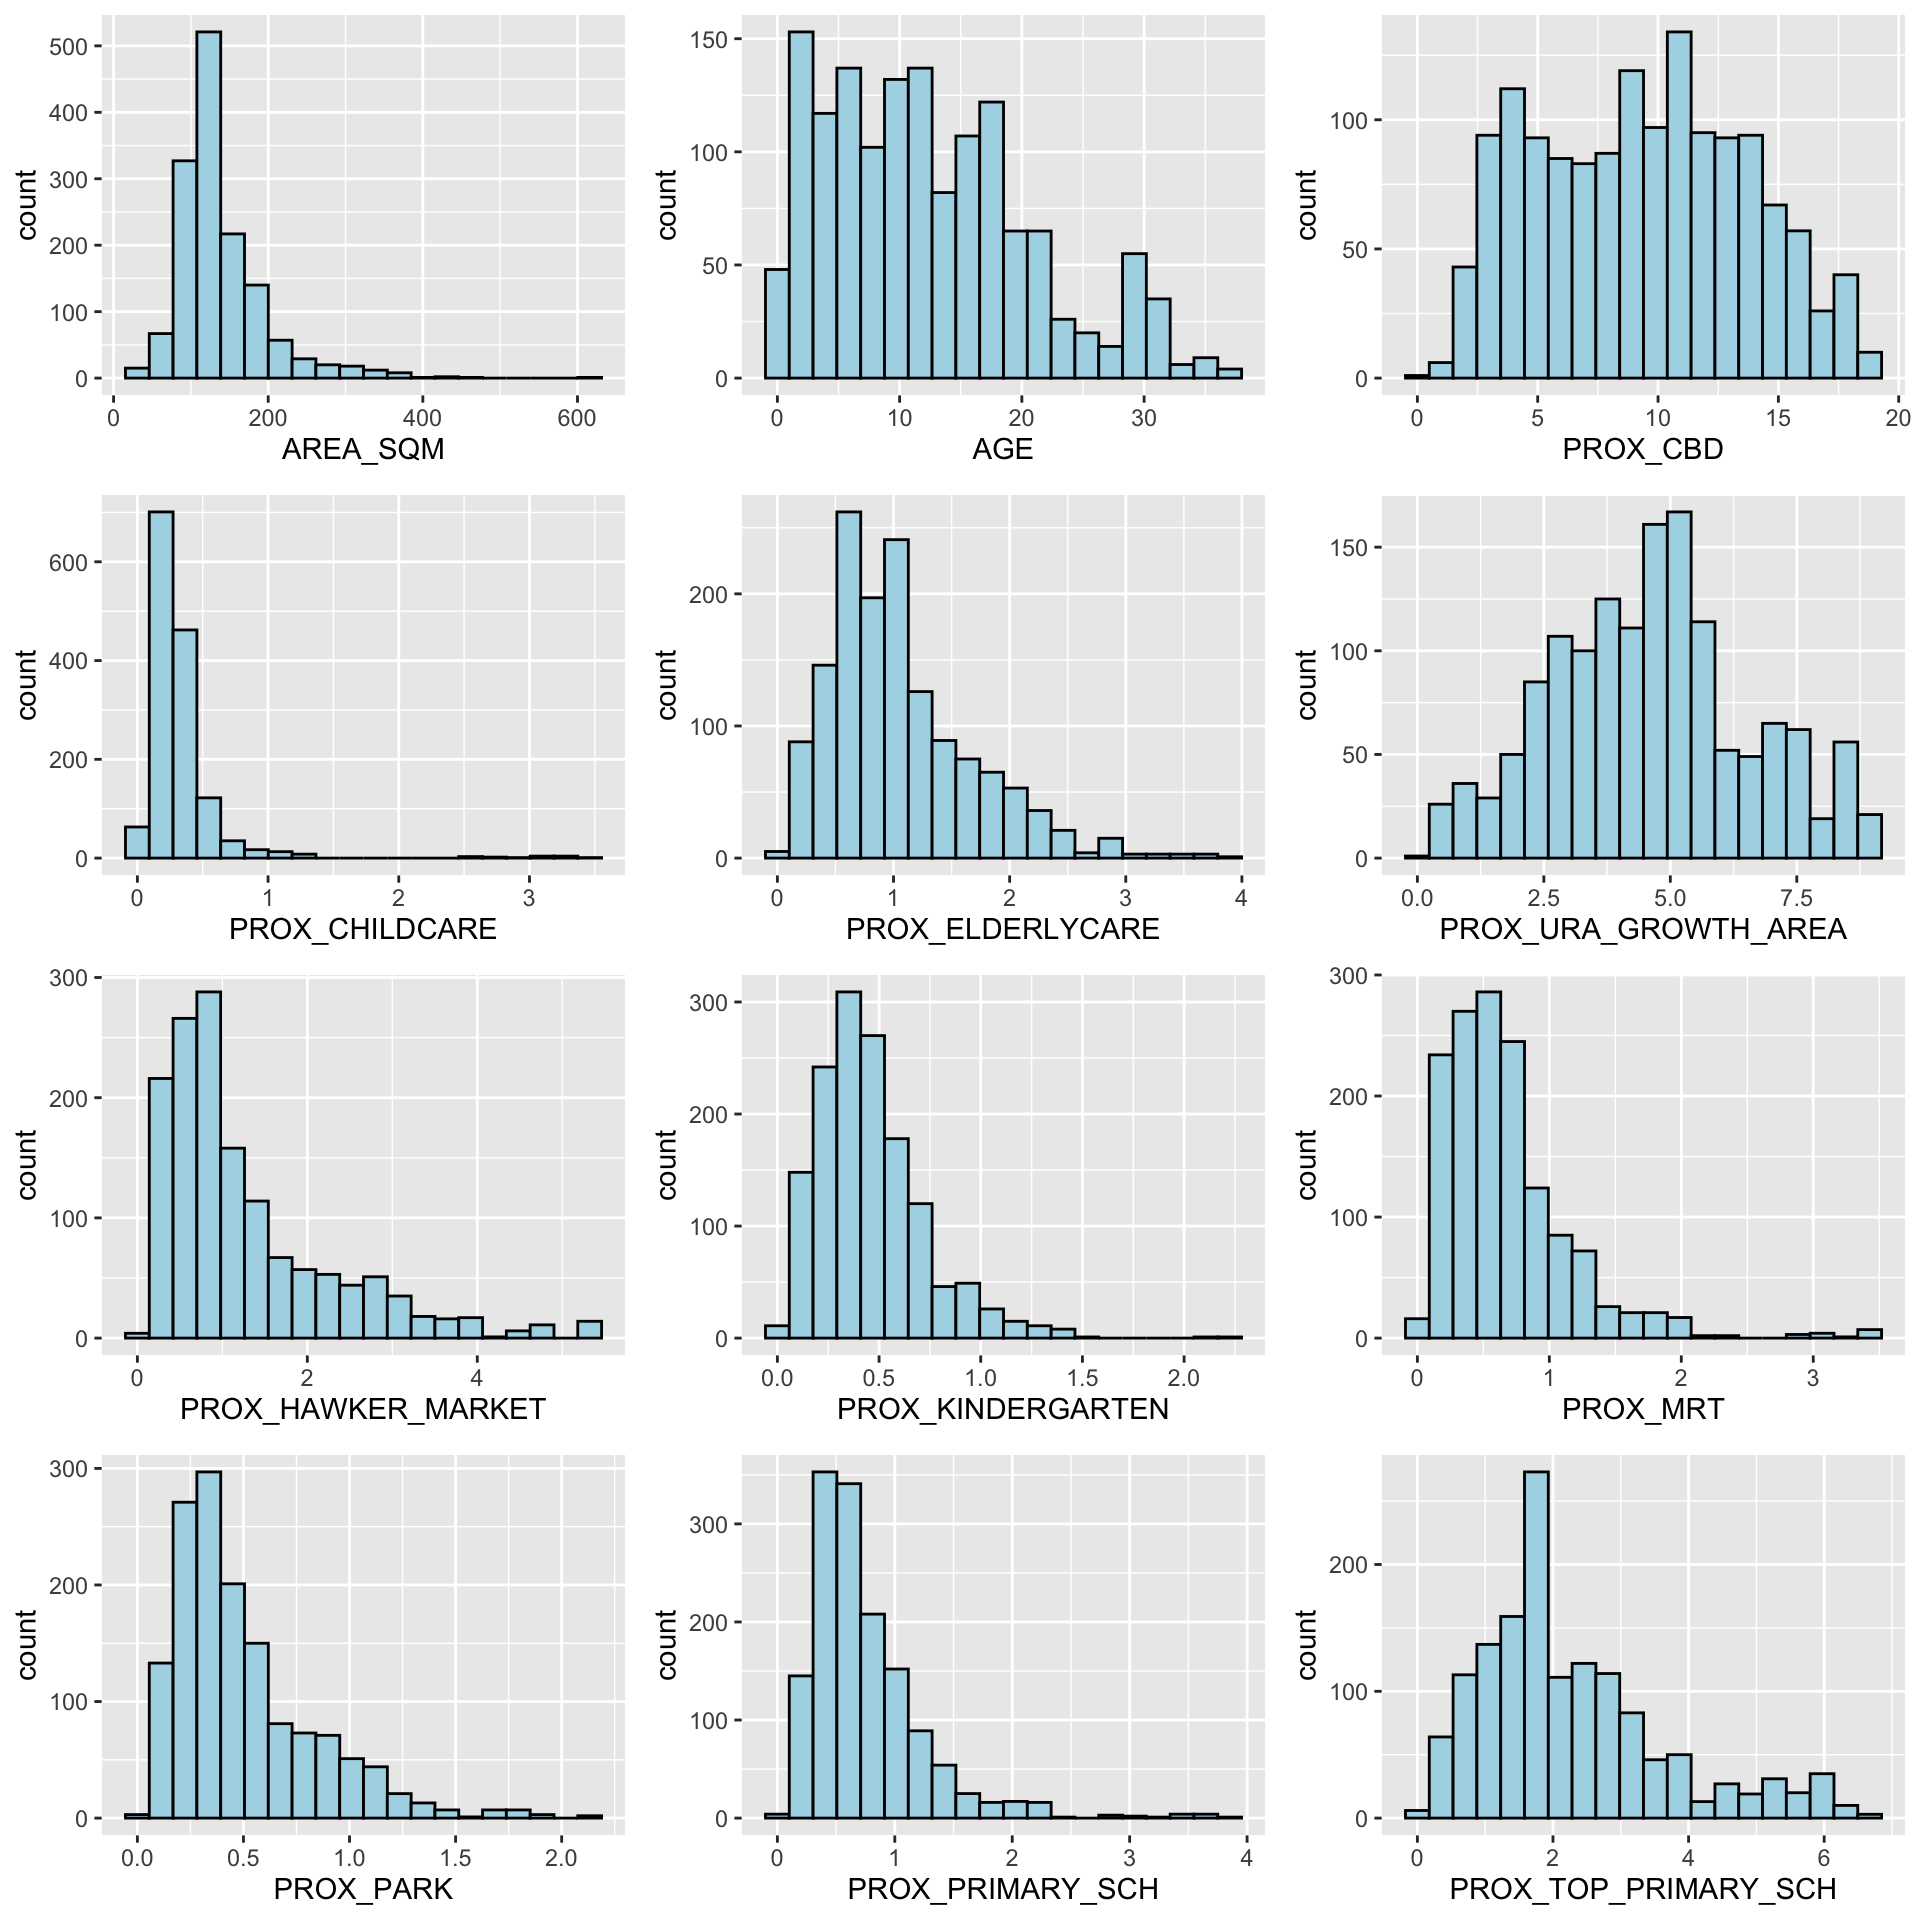 500
400
300
200
100
0
count
0 200 400 600
AREA_SQM
150
100
50
0
count
0 10 20 30
AGE
100
50
0
count
0 5 10 15 20
PROX_CBD
600
400
200
0
count
0 1 2 3
PROX_CHILDCARE
200
100
0
count
0 1 2 3 4
PROX_ELDERLYCARE
150
100
50
0
count
0.0 2.5 5.0 7.5
PROX_URA_GROWTH_AREA
300
200
100
0
count
0 2 4
PROX_HAWKER_MARKET
300
200
100
0
count
0.0 0.5 1.0 1.5 2.0
PROX_KINDERGARTEN
300
200
100
0
count
0 1 2 3
PROX_MRT
300
200
100
0
count
0.0 0.5 1.0 1.5 2.0
PROX_PARK
300
200
100
0
count
0 1 2 3 4
PROX_PRIMARY_SCH
200
100
0
count
0 2 4 6
PROX_TOP_PRIMARY_SCH